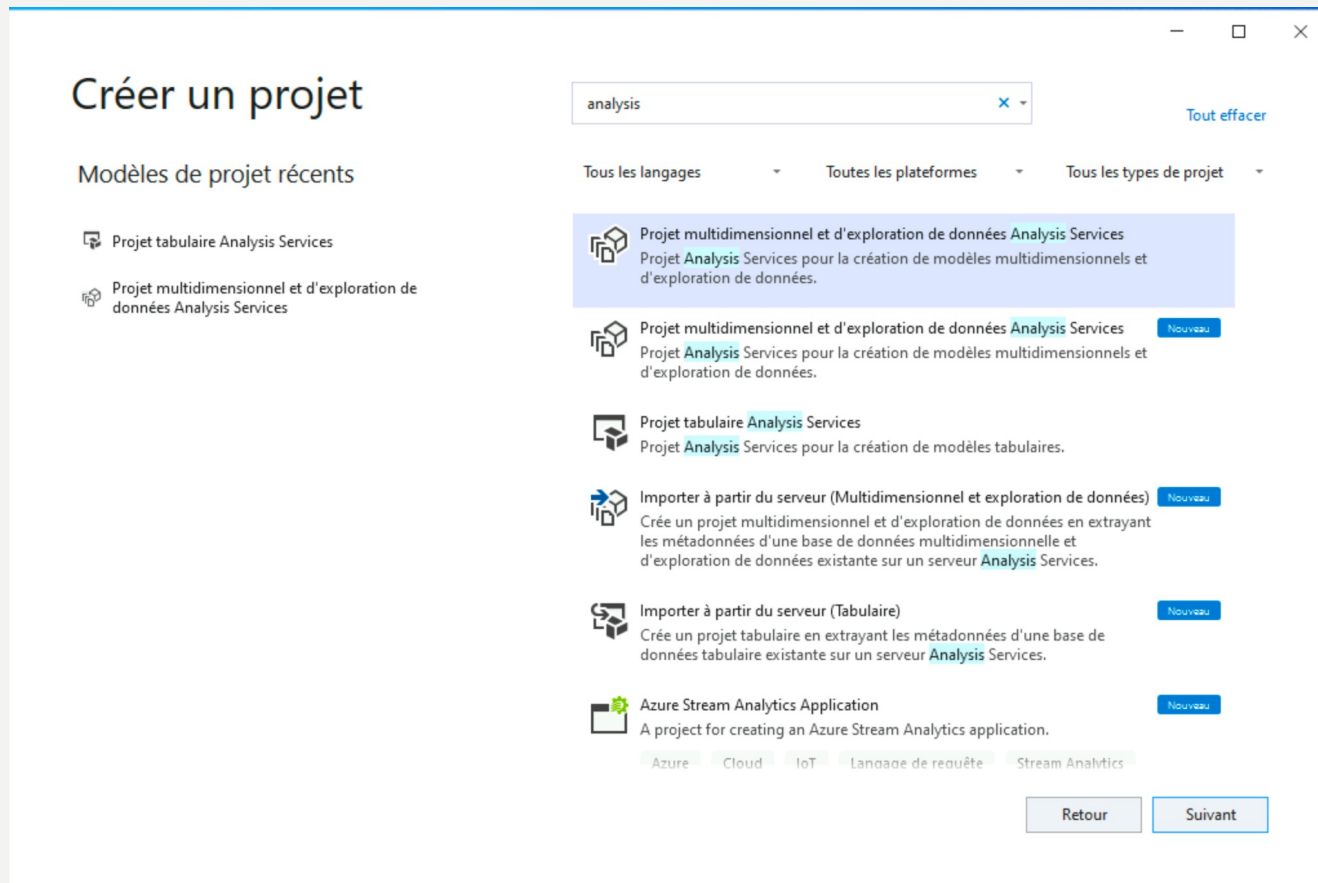 Créer un projet
analysis
Tout effacer
Modèles de projet récents
Tous les langages
Toutes les plateformes
Tous les types de projet
Projet tabulaire Analysis Services
Projet multidimensionnel et d'exploration de
données Analysis Services
Projet multidimensionnel et d'exploration de données Analysis Services
Projet Analysis Services pour la création de modèles multidimensionnels et
d'exploration de données.
Projet multidimensionnel et d'exploration de données Analysis Services
Nouveau
Projet Analysis Services pour la création de modèles multidimensionnels et
d'exploration de données.
Projet tabulaire Analysis Services
Projet Analysis Services pour la création de modèles tabulaires.
Importer à partir du serveur (Multidimensionnel et exploration de données)
Nouveau
Crée un projet multidimensionnel et d'exploration de données en extrayant
les métadonnées d'une base de données multidimensionnelle et
d'exploration de données existante sur un serveur Analysis Services.
Importer à partir du serveur (Tabulaire)
Nouveau
Crée un projet tabulaire en extrayant les métadonnées d'une base de
données tabulaire existante sur un serveur Analysis Services.
Azure Stream Analytics Application
Nouveau
A project for creating an Azure Stream Analytics application.
Azure
Cloud
IoT
Langage de requête
Stream Analytics
Retour
Suivant